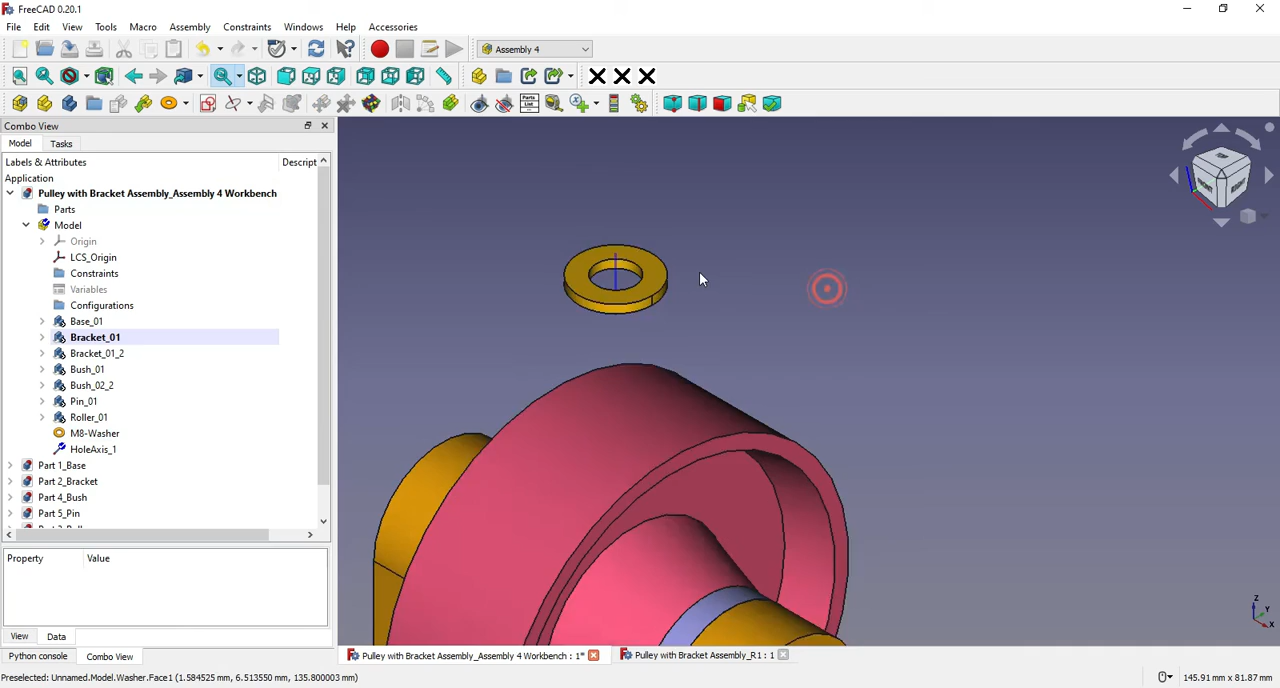 FreeCAD 0.20.1
File Edit View Tools Macro Assembly Constraints Windows Help Accessories
Assembly 4
Parts List
Combo View
Model Tasks
Labels & Attributes Descript
Application
Pulley with Bracket Assembly_Assembly 4 Workbench
Parts
Model
Origin
LCS_Origin
Constraints
Variables
Configurations
Base_01
Bracket_01
Bracket_01_2
Bush_01
Bush_02_2
Pin_01
Roller_01
M8-Washer
HoleAxis_1
Part 1_Base
Part 2_Bracket
Part 4_Bush
Part 5_Pin
Property Value
View Data
Python console Combo View
Pulley with Bracket Assembly_Assembly 4 Workbench : 1*
Pulley with Bracket Assembly_R1 : 1
FRONT RIGHT
Z
Y
X
Preselected: Unnamed.Model.Washer.Face1 (1.584525 mm, 6.513550 mm, 135.800003 mm)
145.91 mm x 81.87 mm